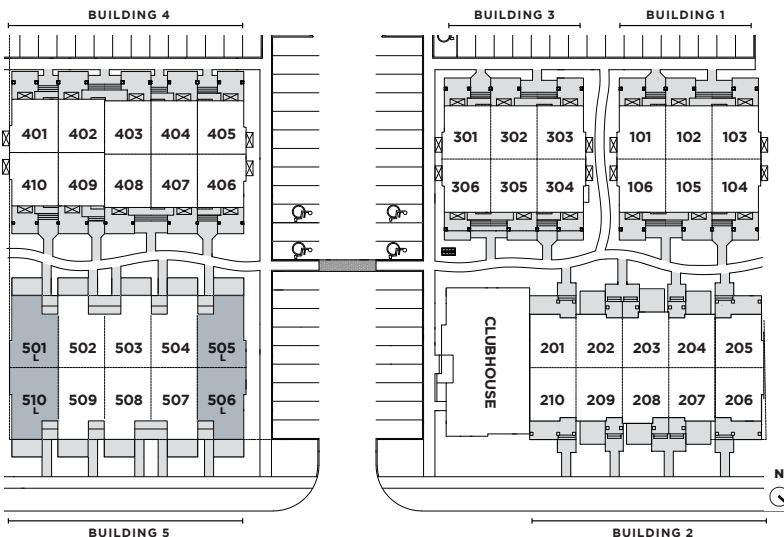 BUILDING 4
BUILDING 3
BUILDING 1
401 402 403 404 405
410 409 408 407 406
301 302 303
306 305 304
101 102 103
106 105 104
501 L 502 503 504 505 L
510 L 509 508 507 506 L
CLUBHOUSE
201 202 203 204 205
210 209 208 207 206
N
BUILDING 5
BUILDING 2